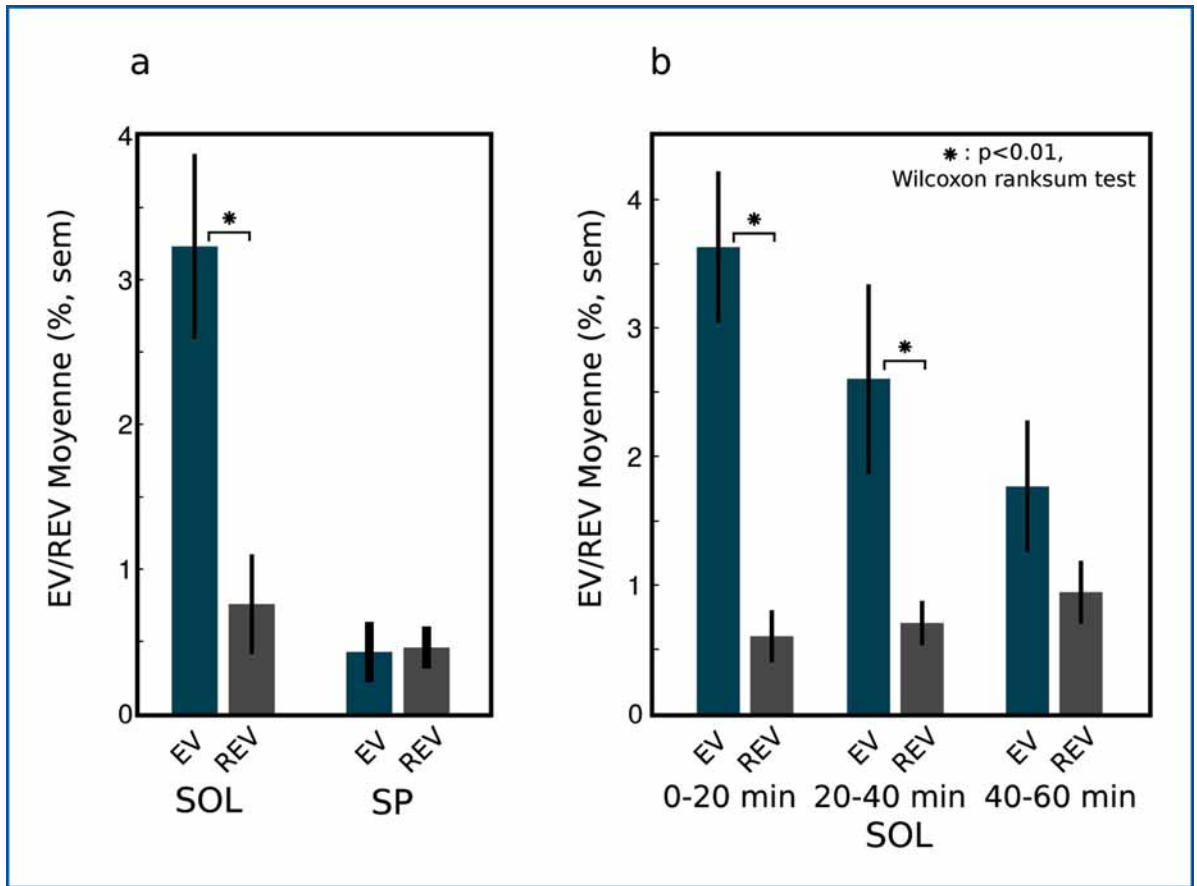 a
EV/REV Moyenne (%, sem)
4
3
2
1
0
*
EV
REV
EV
REV
SOL
SP
b
EV/REV Moyenne (%, sem)
4
3
2
1
0
* : p<0.01,
Wilcoxon ranksum test
*
*
EV
REV
EV
REV
EV
REV
0-20 min
20-40 min
40-60 min
SOL